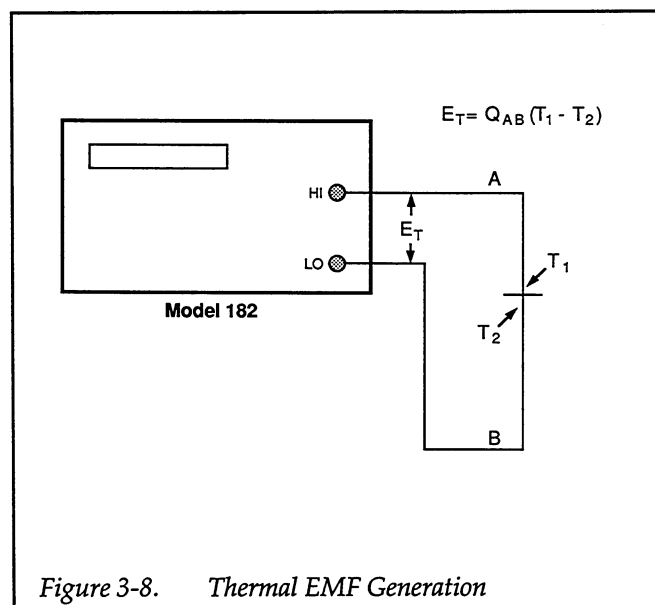 E_T= Q_AB (T_1 - T_2)
A
HI
E_T
LO
T_1
Model 182
T_2
B
Figure 3-8. Thermal EMF Generation